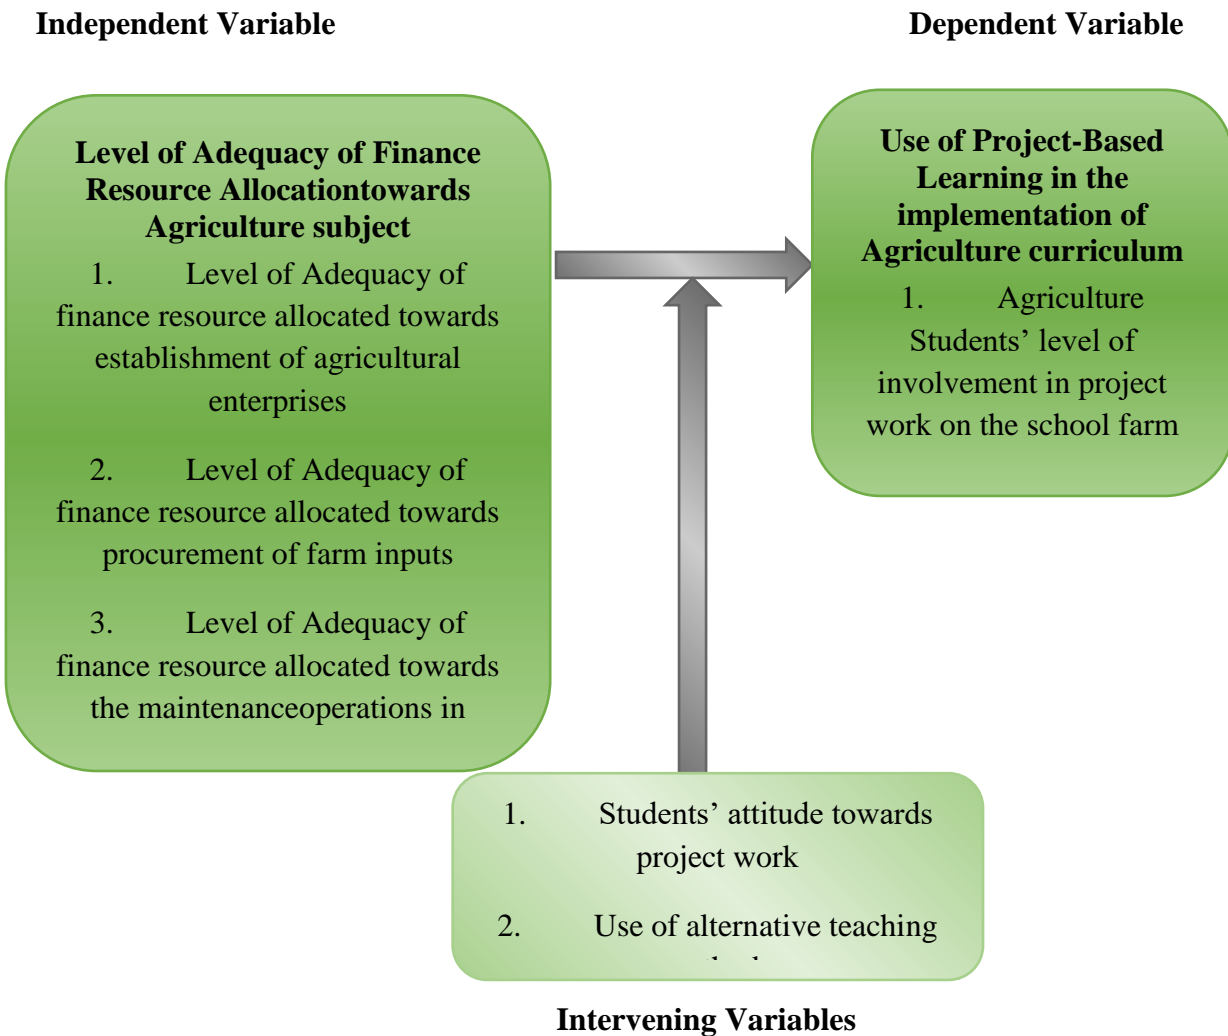 Independent Variable
Dependent Variable
Level of Adequacy of Finance
Resource Allocationtowards
Agriculture subject
1. Level of Adequacy of
finance resource allocated towards
establishment of agricultural
enterprises
2. Level of Adequacy of
finance resource allocated towards
procurement of farm inputs
3. Level of Adequacy of
finance resource allocated towards
the maintenanceoperations in
Use of Project-Based
Learning in the
implementation of
Agriculture curriculum
1. Agriculture
Students’ level of
involvement in project
work on the school farm
1. Students’ attitude towards
project work
2. Use of alternative teaching
Intervening Variables